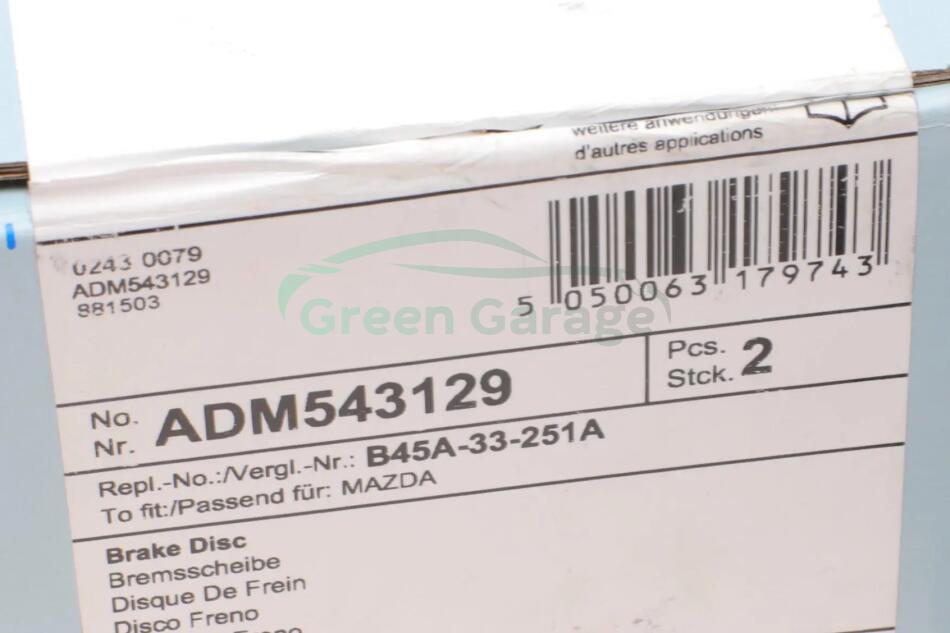 weitere anwendungen
d'autres applications
0243 0079
ADM543129
881503
5 050063 179743
Green Garage
No.
Nr. ADM543129
Pcs.
Stck. 2
Repl.-No.:/Vergl.-Nr.: B45A-33-251A
To fit:/Passend für: MAZDA
Brake Disc
Bremsscheibe
Disque De Frein
Disco Freno
Freno